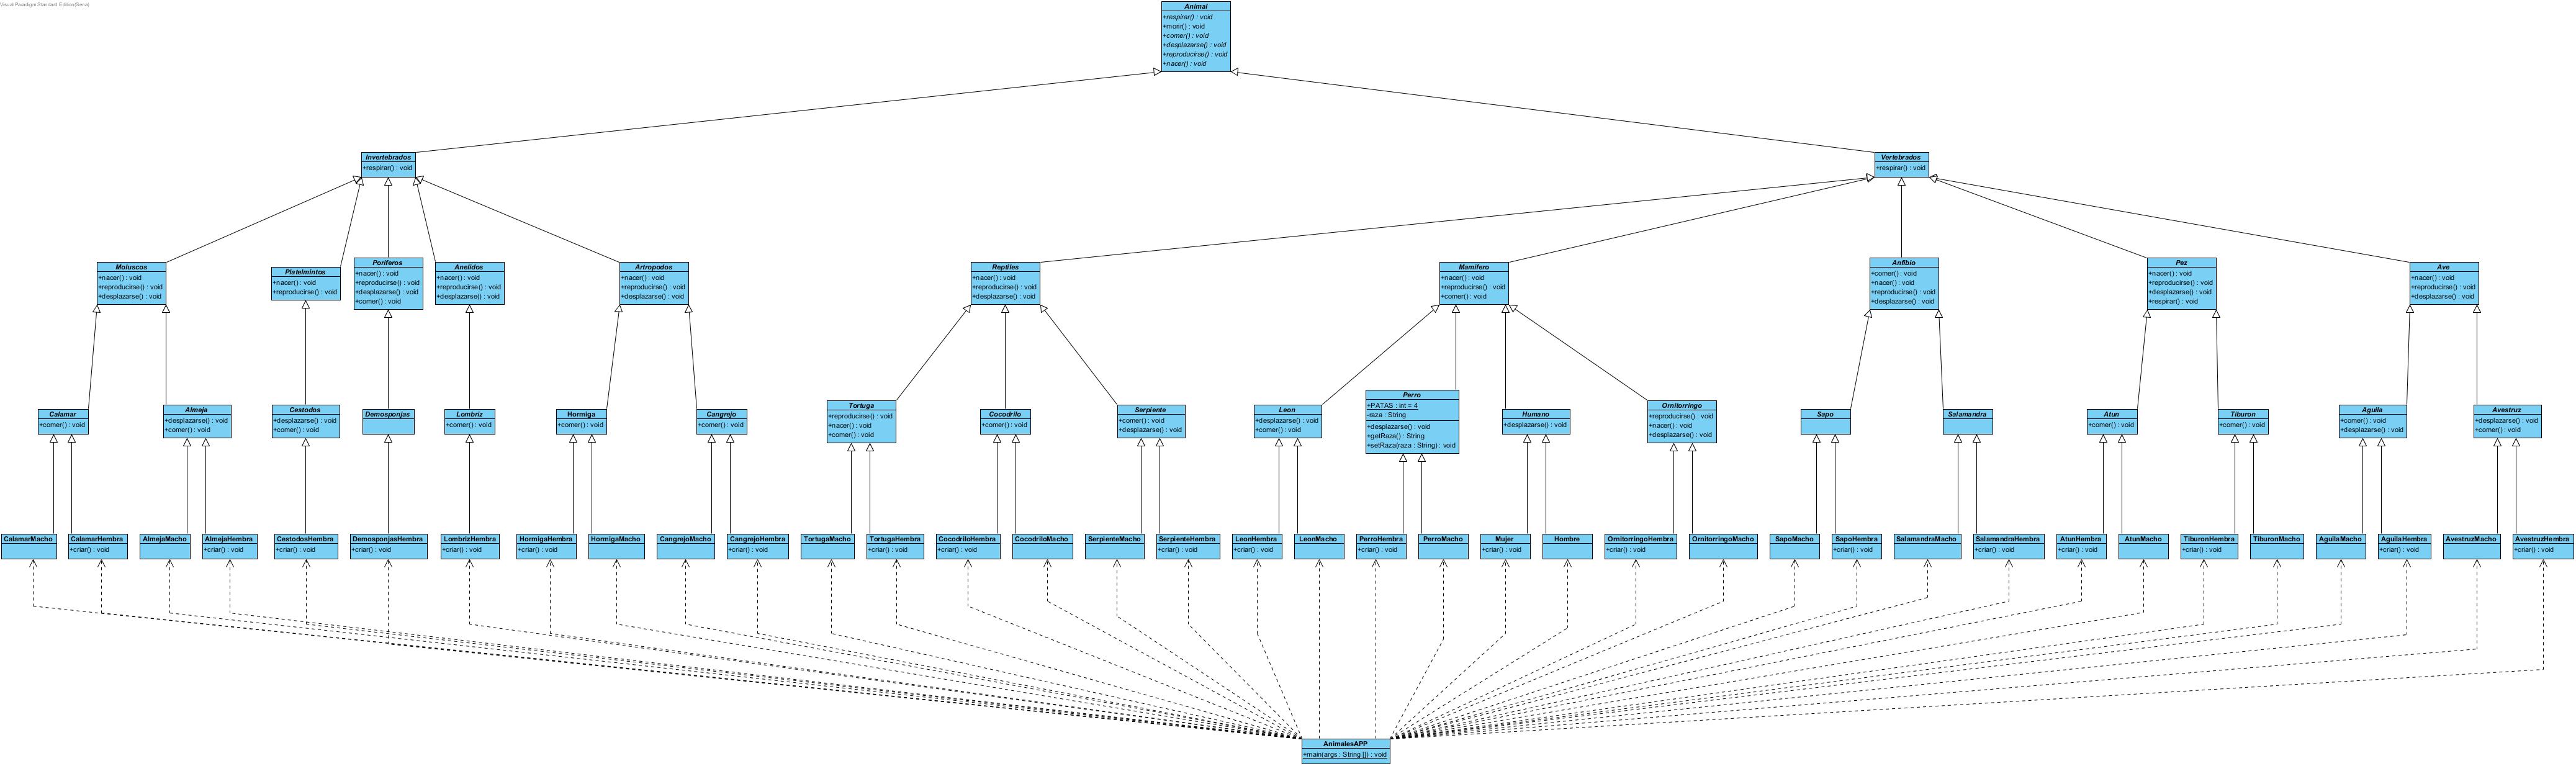 Visual Paradigm Standard Edition(Sena)
Animal
+respirar() : void
+morir() : void
+comer() : void
+desplazarse() : void
+reproducirse() : void
+nacer() : void
Invertebrados
+respirar() : void
Vertebrados
+respirar() : void
Moluscos
+nacer() : void
+reproducirse() : void
+desplazarse() : void
Platelmintos
+nacer() : void
+reproducirse() : void
Poriferos
+nacer() : void
+reproducirse() : void
+desplazarse() : void
+comer() : void
Anelidos
+nacer() : void
+reproducirse() : void
+desplazarse() : void
Artropodos
+nacer() : void
+reproducirse() : void
+desplazarse() : void
Reptiles
+nacer() : void
+reproducirse() : void
+desplazarse() : void
Mamifero
+nacer() : void
+reproducirse() : void
+comer() : void
Anfibio
+comer() : void
+nacer() : void
+reproducirse() : void
+desplazarse() : void
Pez
+nacer() : void
+reproducirse() : void
+desplazarse() : void
+respirar() : void
Ave
+nacer() : void
+reproducirse() : void
+desplazarse() : void
Calamar
+comer() : void
Almeja
+desplazarse() : void
+comer() : void
Cestodos
+desplazarse() : void
+comer() : void
Demosponjas
Lombriz
+comer() : void
Hormiga
+comer() : void
Cangrejo
+comer() : void
Tortuga
+reproducirse() : void
+nacer() : void
+comer() : void
Cocodrilo
+comer() : void
Serpiente
+comer() : void
+desplazarse() : void
Leon
+desplazarse() : void
+comer() : void
Perro
+PATAS : int = 4
-raza : String
+desplazarse() : void
+getRaza() : String
+setRaza(raza : String) : void
Humano
+desplazarse() : void
Ornitorringo
+reproducirse() : void
+nacer() : void
+desplazarse() : void
Sapo
Salamandra
Atun
+comer() : void
Tiburon
+comer() : void
Aguila
+comer() : void
+desplazarse() : void
Avestruz
+desplazarse() : void
+comer() : void
CalamarMacho
CalamarHembra
+criar() : void
AlmejaMacho
AlmejaHembra
+criar() : void
CestodosHembra
+criar() : void
DemosponjasHembra
+criar() : void
LombrizHembra
+criar() : void
HormigaHembra
+criar() : void
HormigaMacho
CangrejoMacho
CangrejoHembra
+criar() : void
TortugaMacho
TortugaHembra
+criar() : void
CocodriloHembra
+criar() : void
CocodriloMacho
SerpienteMacho
SerpienteHembra
+criar() : void
LeonHembra
+criar() : void
LeonMacho
PerroHembra
+criar() : void
PerroMacho
Mujer
+criar() : void
Hombre
OrnitorringoHembra
+criar() : void
OrnitorringoMacho
SapoMacho
SapoHembra
+criar() : void
SalamandraMacho
SalamandraHembra
+criar() : void
AtunHembra
+criar() : void
AtunMacho
TiburonHembra
+criar() : void
TiburonMacho
AguilaMacho
AguilaHembra
+criar() : void
AvestruzMacho
AvestruzHembra
+criar() : void
AnimalesAPP
+main(args : String []) : void